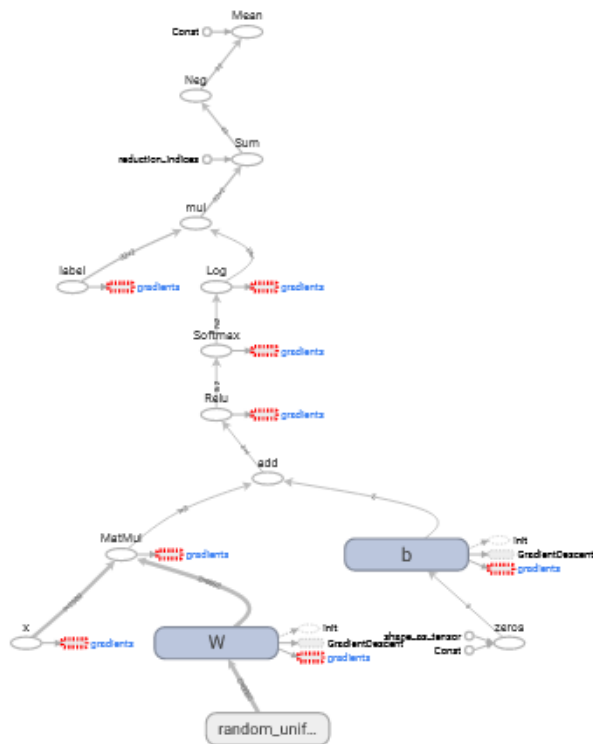 Mean
Const
Neg
Sum
reduction_indices
mul
label
gradients
Log
gradients
Softmax
gradients
Relu
gradients
add
MatMul
gradients
b
init
GradientDescent
gradients
x
gradients
W
init
GradientDescent
gradients
shape_as_tensor
Const
zeros
random_unif...